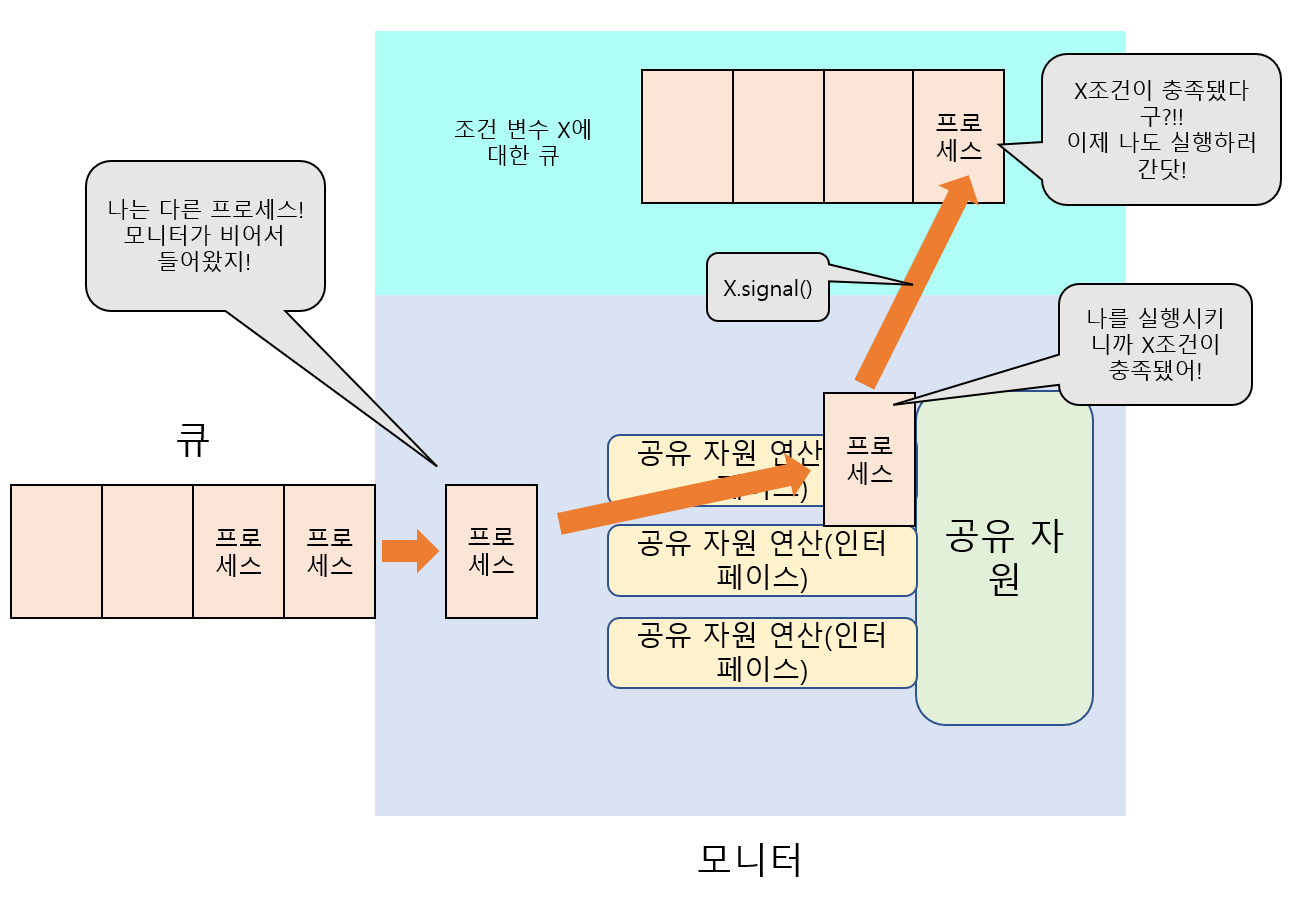 조건 변수 X에
대한 큐
프로
세스
X조건이 충족됐다
구?!!
이제 나도 실행하러
간닷!
나는 다른 프로세스!
모니터가 비어서
들어왔지!
X.signal()
나를 실행시키
니까 X조건이
충족됐어!
큐
프로
세스
프로
세스
프로
세스
공유 자원 연산
페이스)
프로
세스
공유 자원 연산(인터
페이스)
공유 자원 연산(인터
페이스)
공유 자
원
모니터